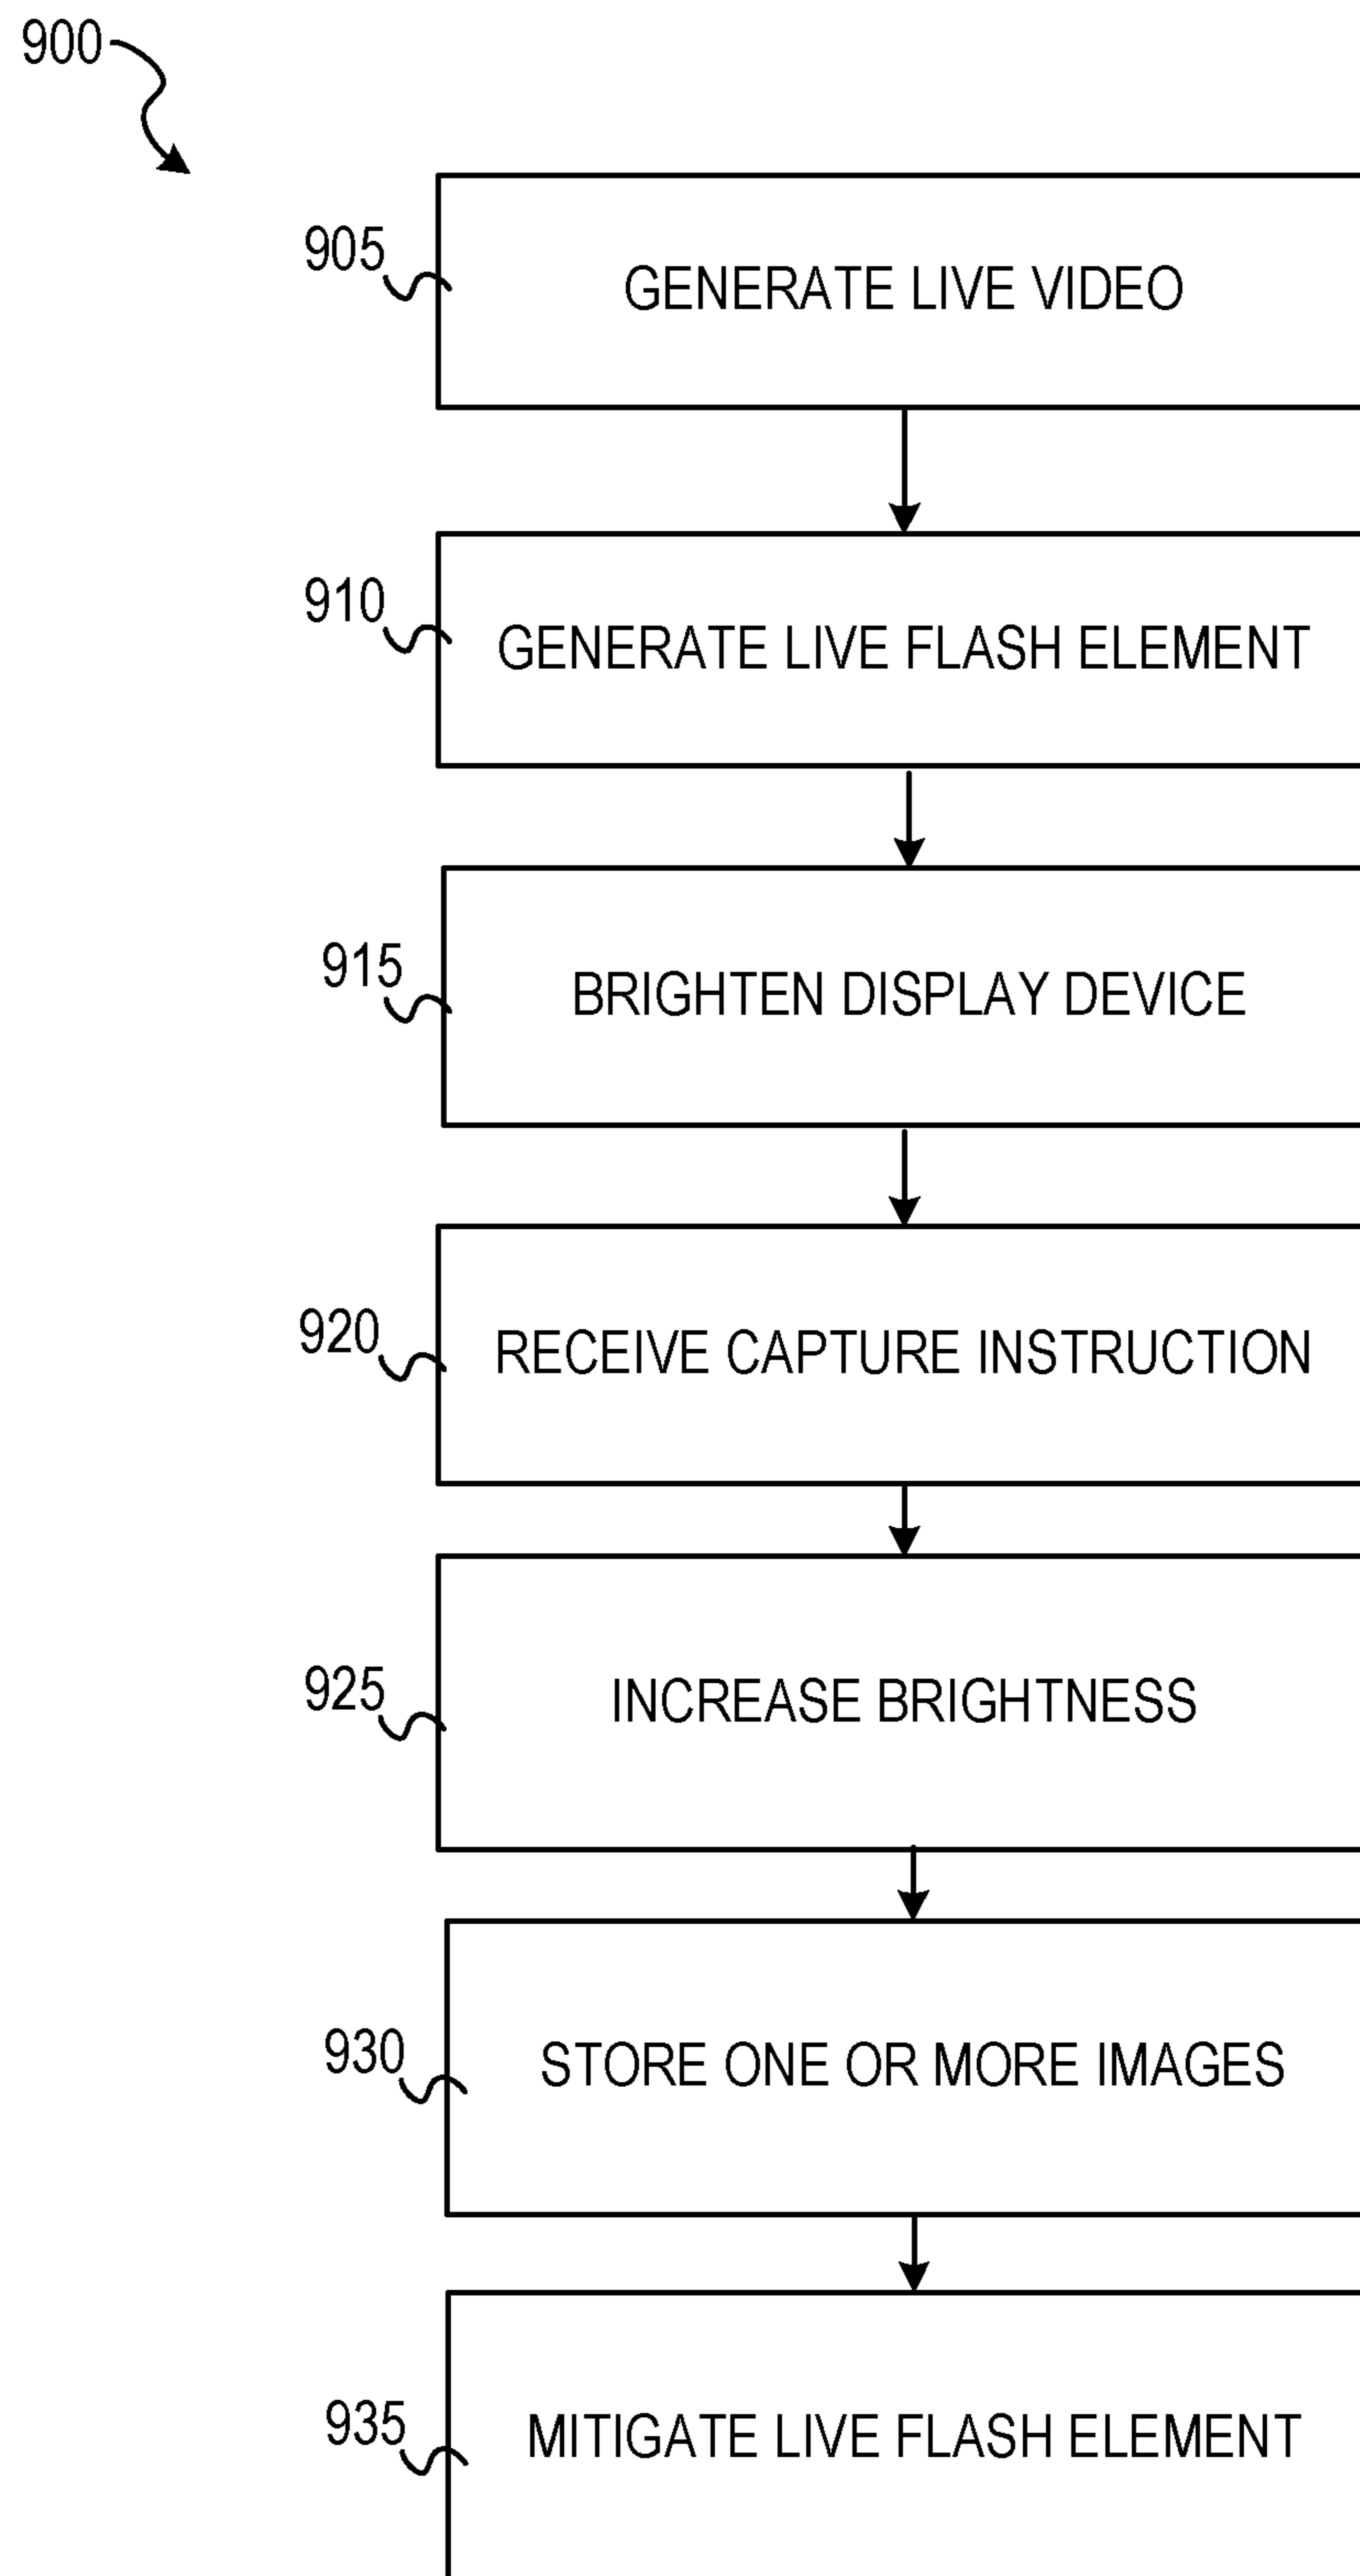 900
905
GENERATE LIVE VIDEO
910
GENERATE LIVE FLASH ELEMENT
915
BRIGHTEN DISPLAY DEVICE
920
RECEIVE CAPTURE INSTRUCTION
925
INCREASE BRIGHTNESS
930
STORE ONE OR MORE IMAGES
935
MITIGATE LIVE FLASH ELEMENT